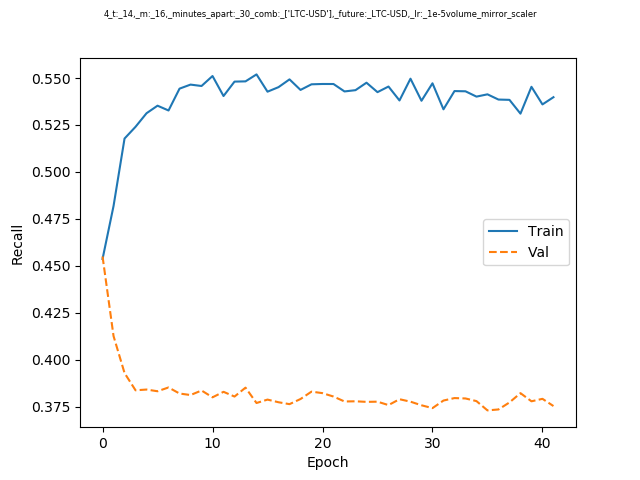 4_t:_14,_m:_16,_minutes_apart:_30_comb:_['LTC-USD'],_future:_LTC-USD,_lr:_1e-5volume_mirror_scaler
0.550
0.525
0.500
0.475
0.450
0.425
0.400
0.375
Recall
Train
Val
0 10 20 30 40
Epoch